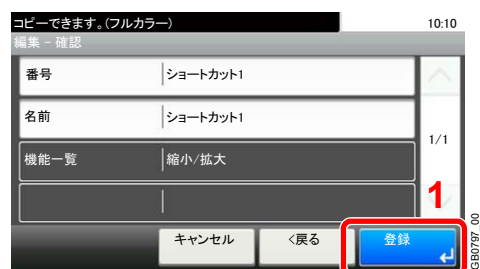 コピーできます。(フルカラー) 10:10
編集 - 確認
番号 ショートカット1
名前 ショートカット1
1/1
機能一覧 縮小/拡大
1
キャンセル <戻る 登録
GB0797_00